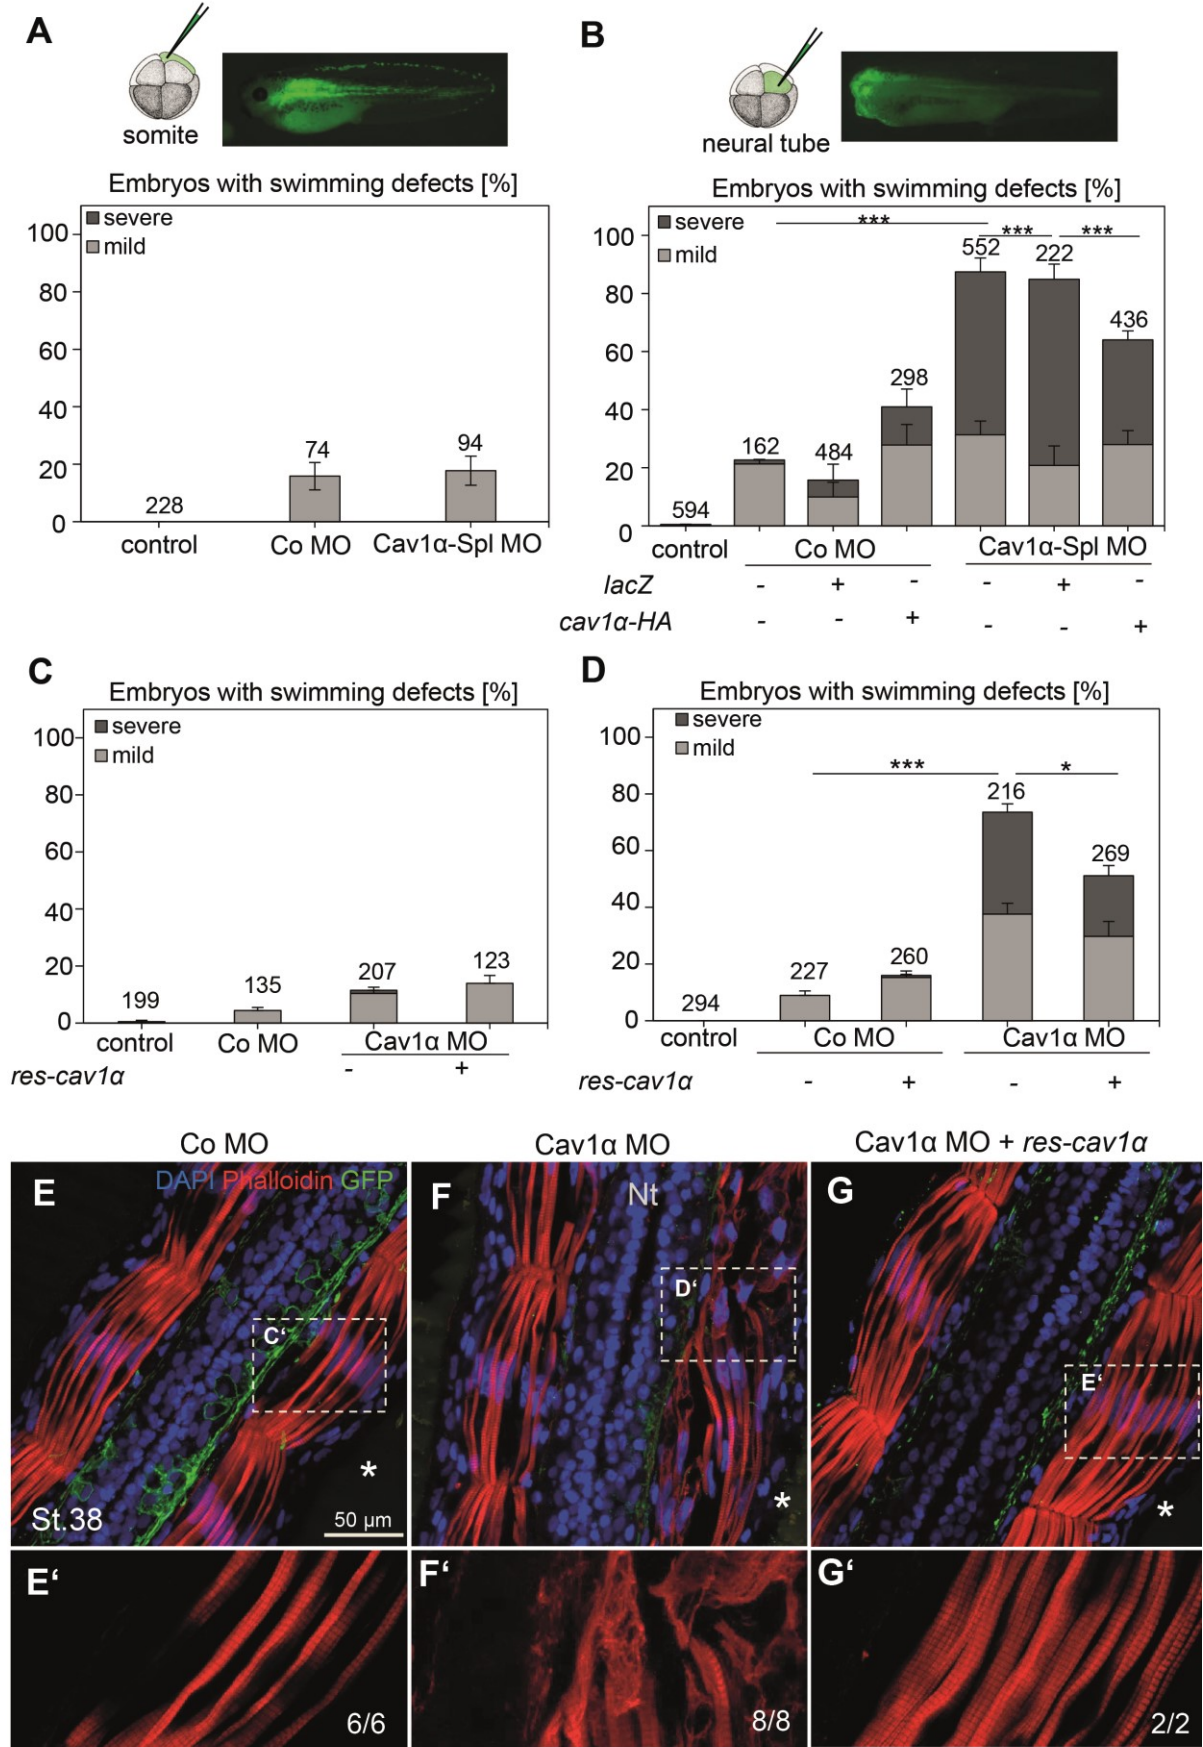 A
somite
Embryos with swimming defects [%]
severe
mild
100
80
60
40
20
0
228
74
94
control
Co MO
Cav1α-Spl MO
B
neural tube
Embryos with swimming defects [%]
severe
mild
***
***
***
100
80
60
40
20
0
594
162
484
298
552
222
436
control
Co MO
Cav1α-Spl MO
lacZ - + - - + -
cav1α-HA - - + - - +
C
Embryos with swimming defects [%]
severe
mild
100
80
60
40
20
0
199
135
207
123
control
Co MO
Cav1α MO
res-cav1α - +
D
Embryos with swimming defects [%]
severe
mild
***
*
100
80
60
40
20
0
294
227
260
216
269
control
Co MO
Cav1α MO
res-cav1α - + - +
Co MO
Cav1α MO
Cav1α MO + res-cav1α
E
DAPI Phalloidin GFP
C‘
*
St.38
50 µm
F
Nt
D‘
*
G
E‘
*
E‘
6/6
F‘
8/8
G‘
2/2